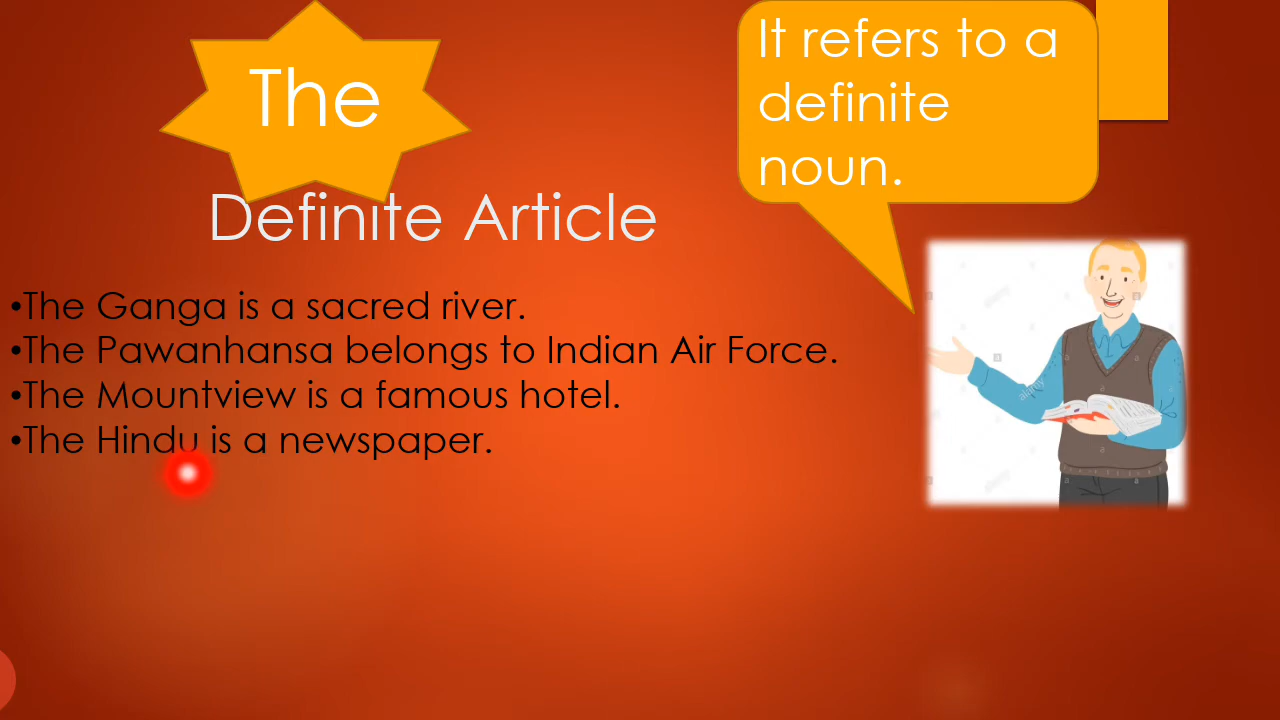 The
Definite Article
It refers to a
definite
noun.
•The Ganga is a sacred river.
•The Pawanhansa belongs to Indian Air Force.
•The Mountview is a famous hotel.
•The Hindu is a newspaper.
alamy